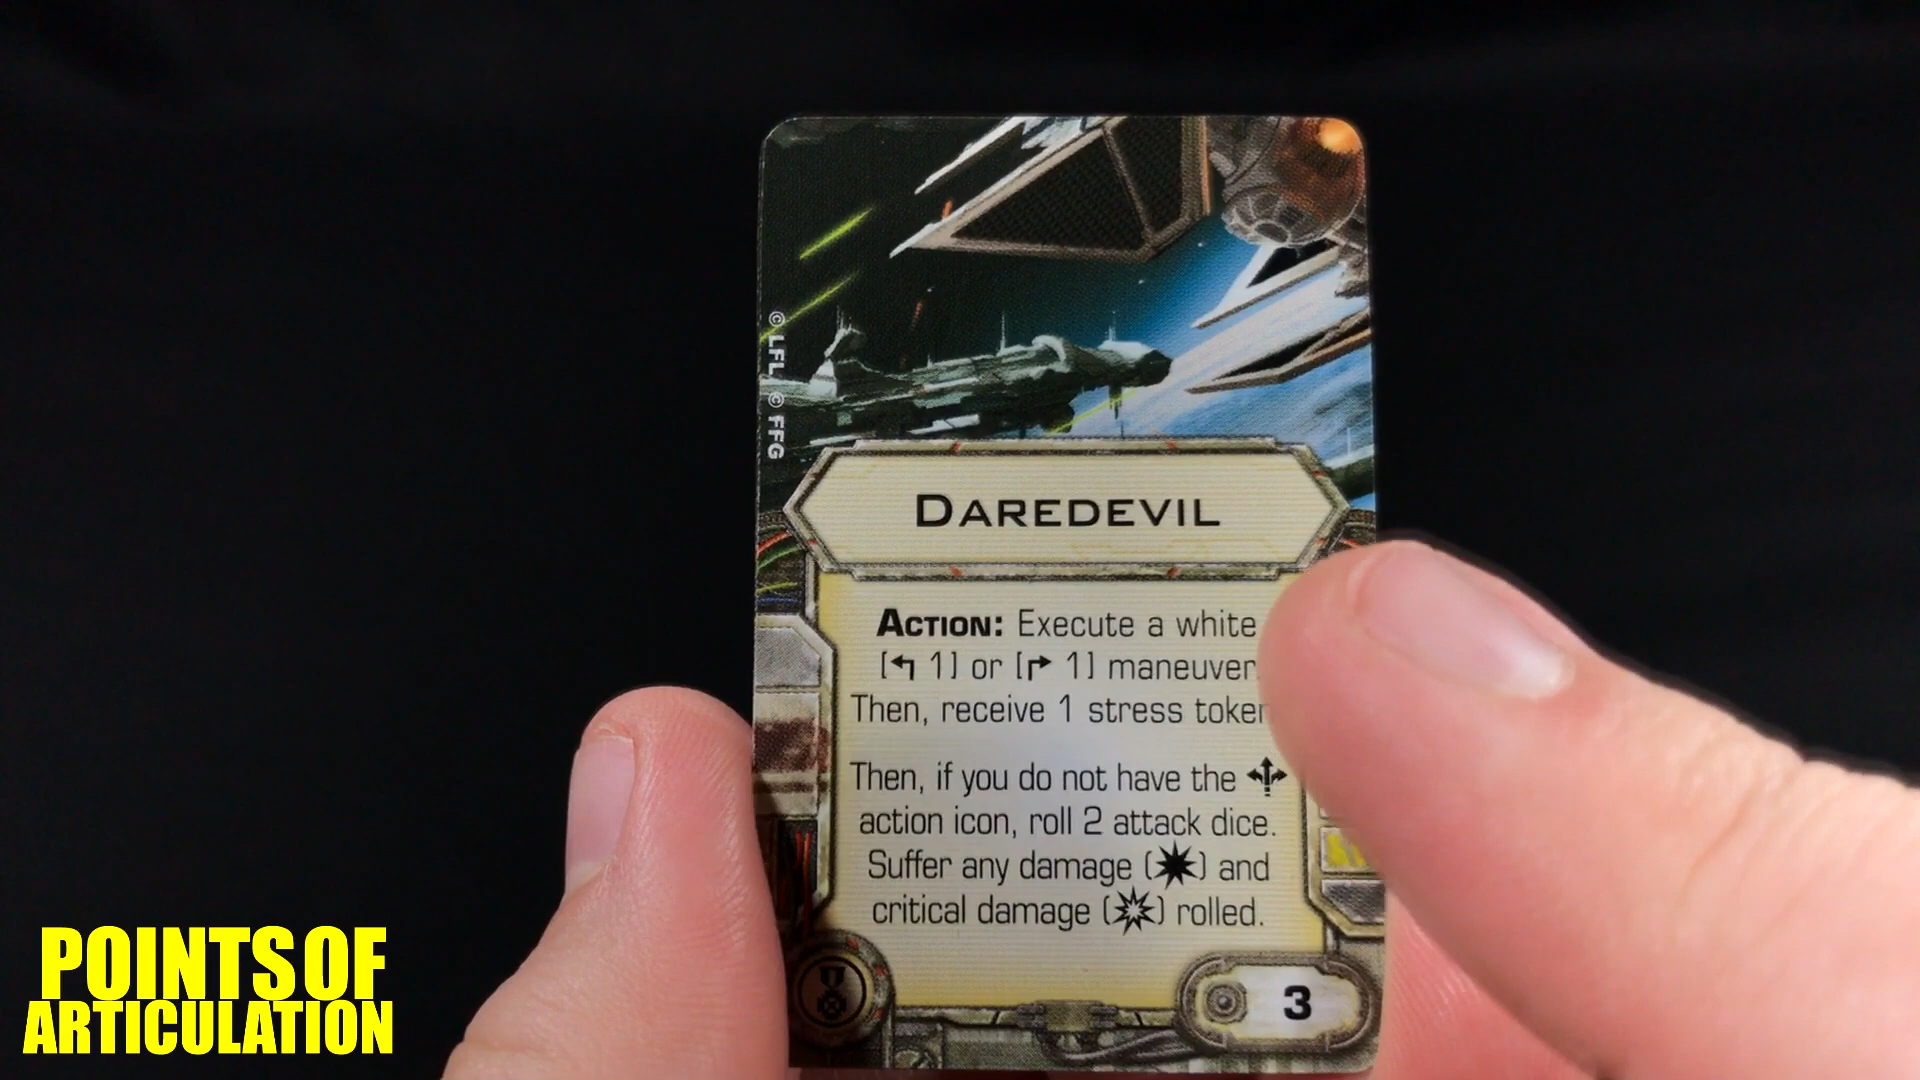 © LFL © FFG
DAREDEVIL
ACTION: Execute a white
[↰ 1] or [↱ 1] maneuver.
Then, receive 1 stress
Then, if you do not have the
action icon, roll 2 attack dice.
Suffer any damage (✸) and
critical damage (✸) rolled.
3
POINTS OF
ARTICULATION